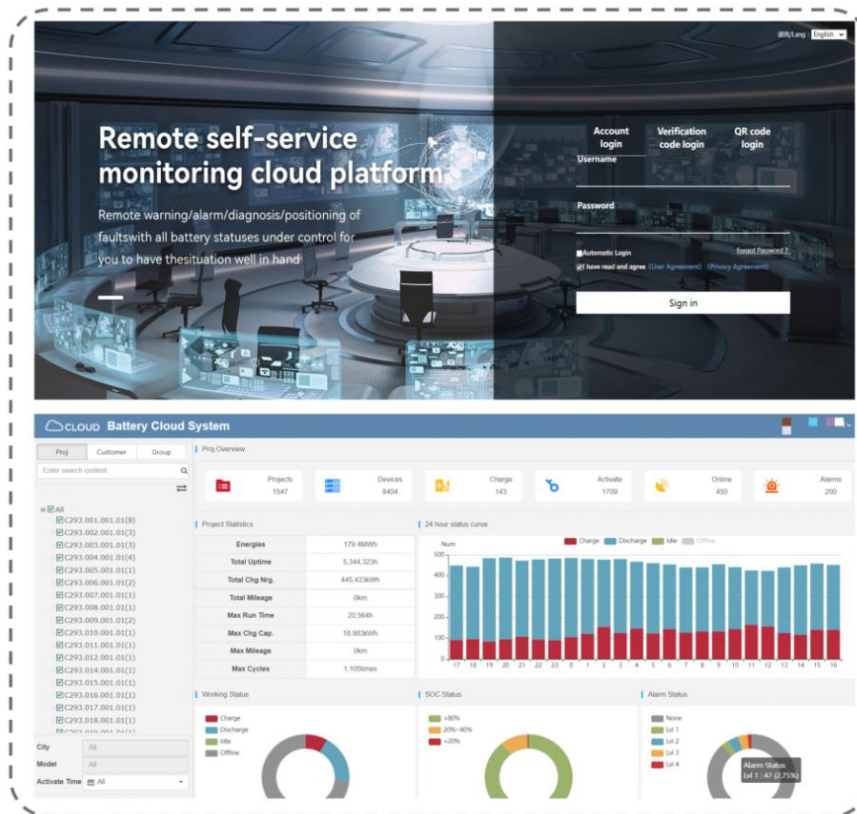 语言/Lang : English
Remote self-service
monitoring cloud platform
Remote warning/alarm/diagnosis/positioning of
faultswith all battery statuses under control for
you to have thesituation well in hand
Account login
Verification code login
QR code login
Username
Password
Automatic Login
Forgot Password ?
I have read and agree《User Agreement》《Privacy Agreement》
Sign in
CLOUD Battery Cloud System
Proj Customer Group
Enter search content
All
C293.001.001.01(8)
C293.002.001.01(3)
C293.003.001.01(3)
C293.004.001.01(4)
C293.005.001.01(1)
C293.006.001.01(2)
C293.007.001.01(1)
C293.008.001.01(1)
C293.009.001.01(2)
C293.010.001.01(1)
C293.011.001.01(1)
C293.012.001.01(1)
C293.014.001.01(1)
C293.015.001.01(1)
C293.016.001.01(1)
C293.017.001.01(1)
C293.018.001.01(1)
City All
Model All
Activate Time All
Proj.Overview
Projects 1547
Devices 8404
Charge 143
Activate 1709
Online 450
Alarms 200
Project Statistics
Energies 179.4MWh
Total Uptime 5,344,323h
Total Chg Nrg. 445,433kWh
Total Mileage 0km
Max Run Time 20,564h
Max Chg Cap. 18,983kWh
Max Mileage 0km
Max Cycles 1,105times
24 hour status curve
Num
Charge Discharge Idle Offline
500
400
300
200
100
0
17 18 19 20 21 22 23 0 1 2 3 4 5 6 7 8 9 10 11 12 13 14 15 16
Working Status
Charge
Discharge
Idle
Offline
SOC Status
>80%
20%~80%
<20%
Alarm Status
None
Lvl 1
Lvl 2
Lvl 3
Lvl 4
Alarm Status
Lvl 1 : 47 (2.75%)